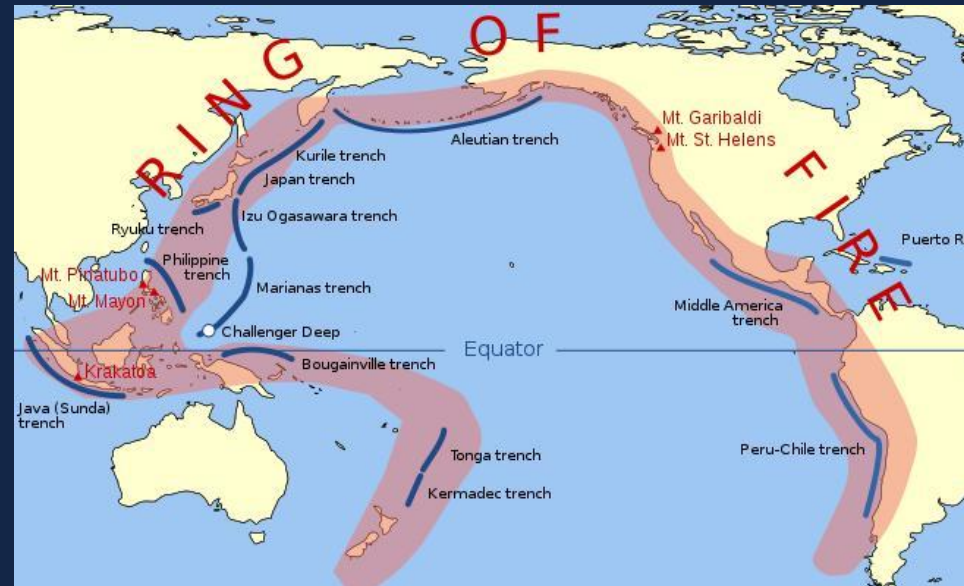 RING OF FIRE
Mt. Garibaldi
Mt. St. Helens
Aleutian trench
Kurile trench
Japan trench
Izu Ogasawara trench
Ryuku trench
Philippine
trench
Mt. Pinatubo
Mt. Mayon
Marianas trench
Challenger Deep
Puerto R
Middle America
trench
Equator
Bougainville trench
Krakatoa
Java (Sunda)
trench
Tonga trench
Kermadec trench
Peru-Chile trench